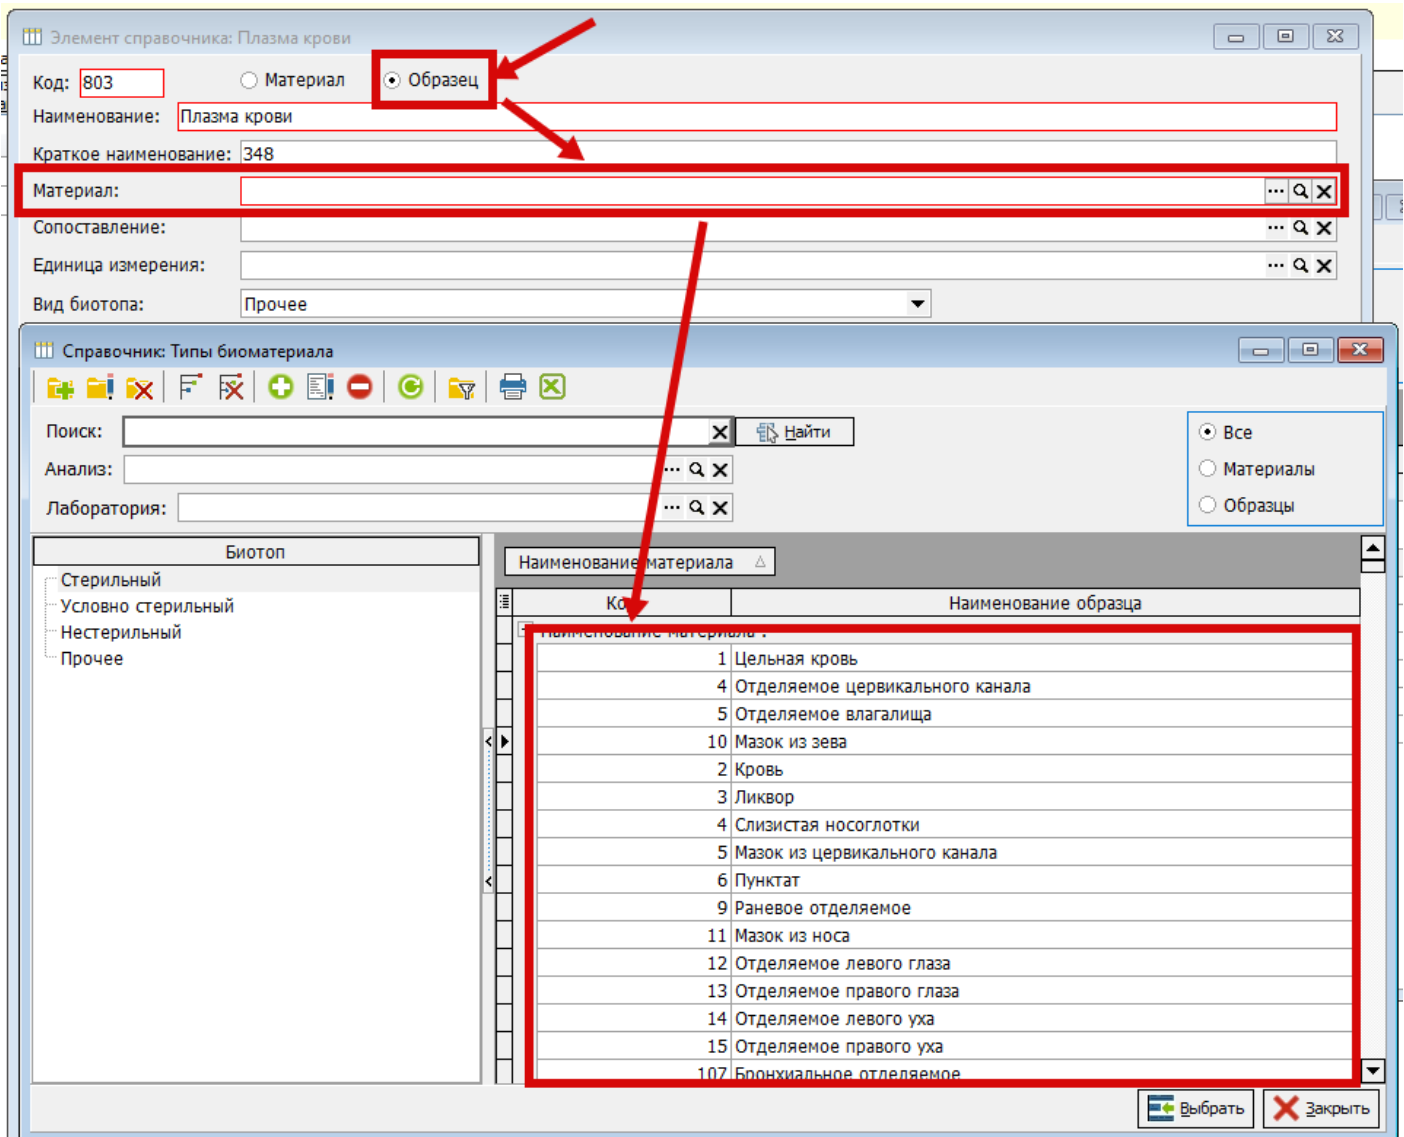 Элемент справочника: Плазма крови
Код: 803 Материал Образец
Наименование: Плазма крови
Краткое наименование: 348
Материал:
Сопоставление:
Единица измерения:
Вид биотопа: Прочее
Справочник: Типы биоматериала
Поиск: Найти
Анализ:
Лаборатория:
Все
Материалы
Образцы
Биотоп
Стерильный
Условно стерильный
Нестерильный
Прочее
Наименование материала
Наименование образца
Наименование материала :
1 Цельная кровь
4 Отделяемое цервикального канала
5 Отделяемое влагалища
10 Мазок из зева
2 Кровь
3 Ликвор
4 Слизистая носоглотки
5 Мазок из цервикального канала
6 Пунктат
9 Раневое отделяемое
11 Мазок из носа
12 Отделяемое левого глаза
13 Отделяемое правого глаза
14 Отделяемое левого уха
15 Отделяемое правого уха
107 Бронхиальное отделяемое
Выбрать Закрыть